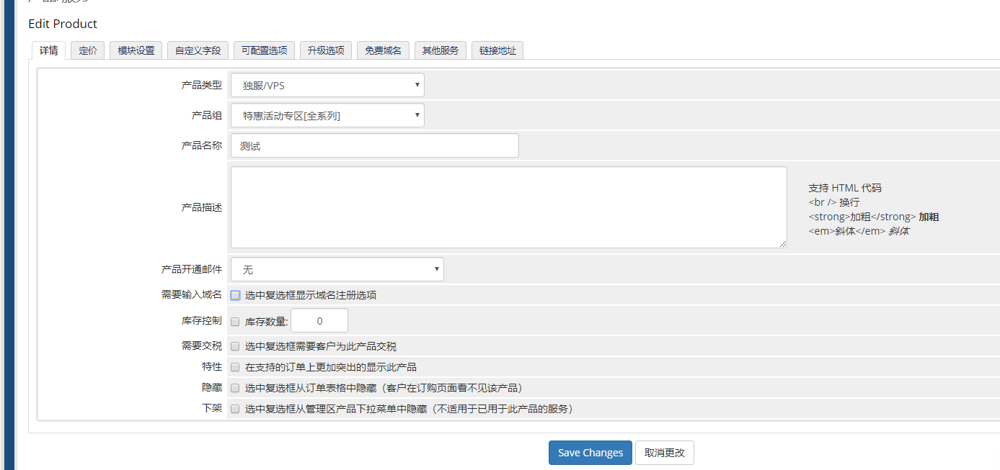 Edit Product
详情 定价 模块设置 自定义字段 可配置选项 升级选项 免费域名 其他服务 链接地址
产品类型 独服/VPS
产品组 特惠活动专区[全系列]
产品名称 测试
产品描述
支持 HTML 代码
<br /> 换行
<strong>加粗</strong> 加粗
<em>斜体</em> 斜体
产品开通邮件 无
需要输入域名 选中复选框显示域名注册选项
库存控制 库存数量: 0
需要交税 选中复选框需要客户为此产品交税
特性 在支持的订单上更加突出的显示此产品
隐藏 选中复选框从订单表格中隐藏（客户在订购页面看不见该产品）
下架 选中复选框从管理区产品下拉菜单中隐藏（不适用于已用于此产品的服务）
Save Changes 取消更改